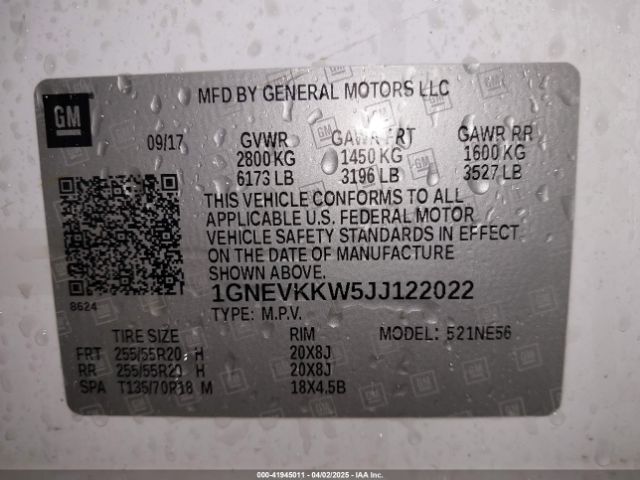 GM
MFD BY GENERAL MOTORS LLC
09/17 GVWR GAWR FRT GAWR RR
2800 KG 1450 KG 1600 KG
6173 LB 3196 LB 3527 LB
THIS VEHICLE CONFORMS TO ALL
APPLICABLE U.S. FEDERAL MOTOR
VEHICLE SAFETY STANDARDS IN EFFECT
ON THE DATE OF MANUFACTURE
SHOWN ABOVE.
8624
1GNEVKKW5JJ122022
TYPE: M.P.V. MODEL: 521NE56
TIRE SIZE RIM
FRT 255/55R20 H 20X8J
RR 255/55R20 H 20X8J
SPA T135/70R18 M 18X4.5B
000-41945011 - 04/02/2025 - IAA Inc.